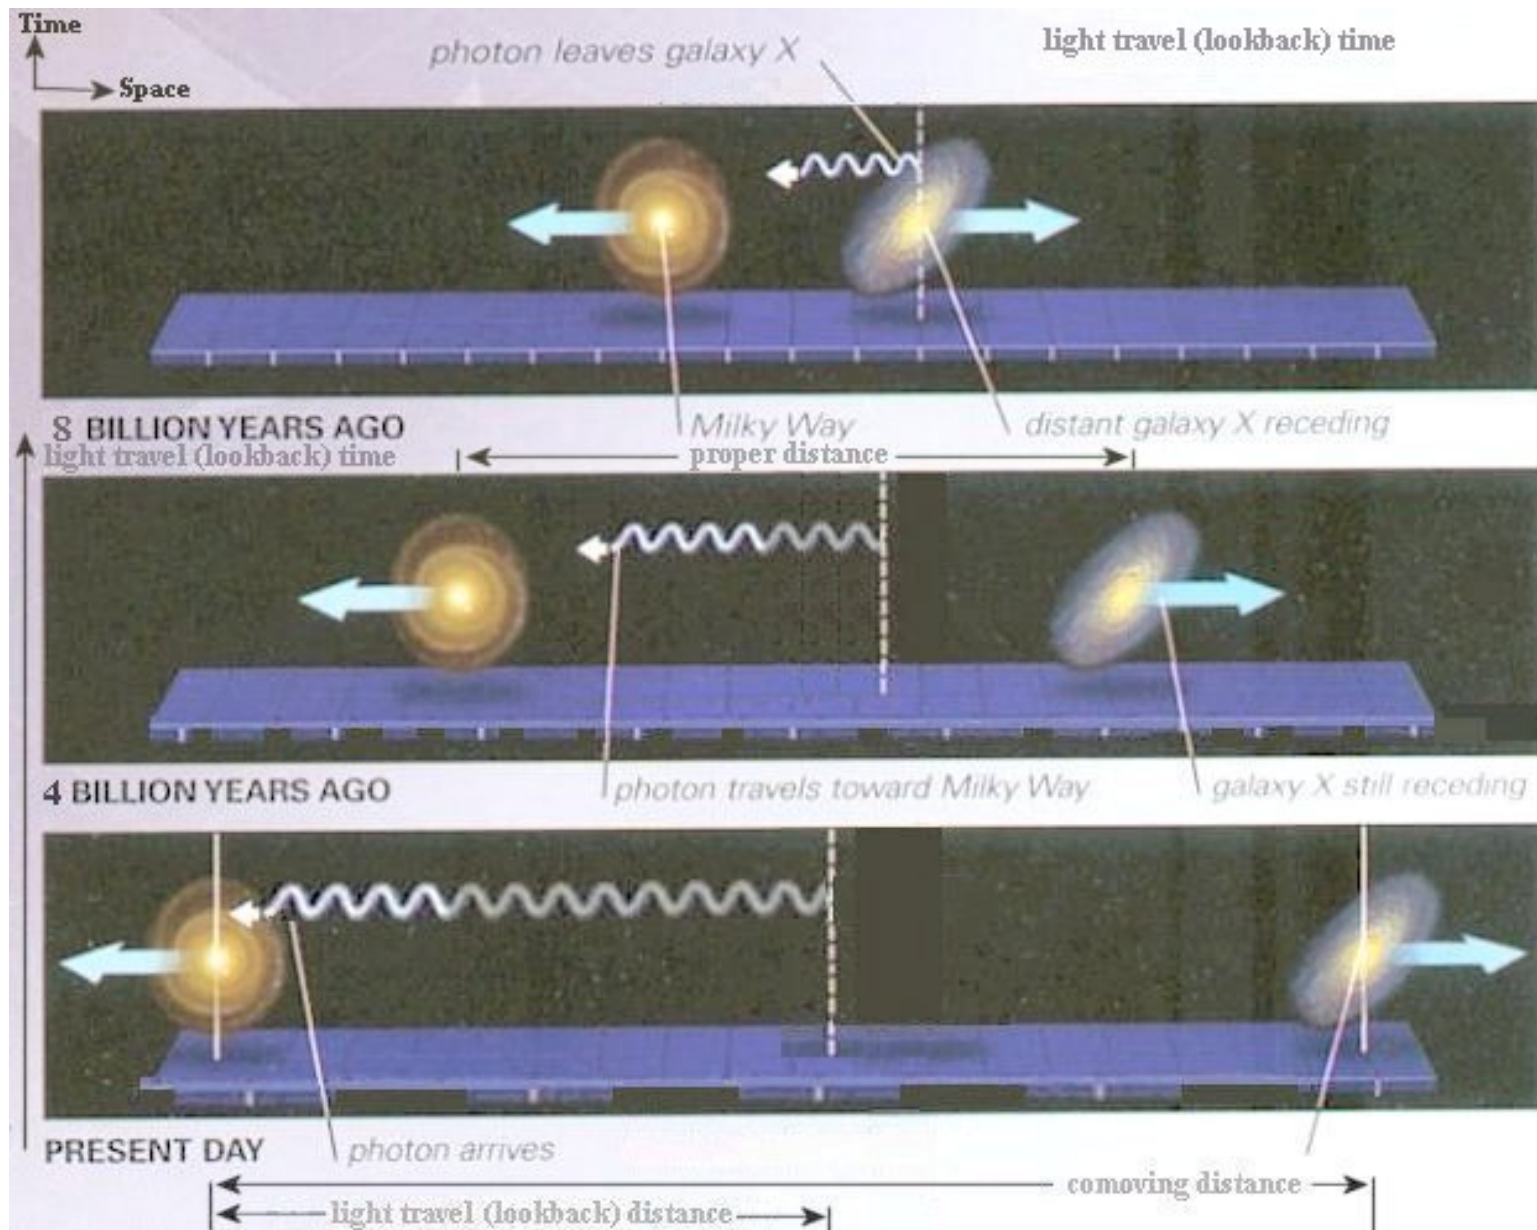 Time
photon leaves galaxy X
light travel (lookback) time
Space
8 BILLION YEARS AGO
Milky Way
distant galaxy X receding
light travel (lookback) time
proper distance
4 BILLION YEARS AGO
photon travels toward Milky Way
galaxy X still receding
PRESENT DAY
photon arrives
comoving distance
light travel (lookback) distance